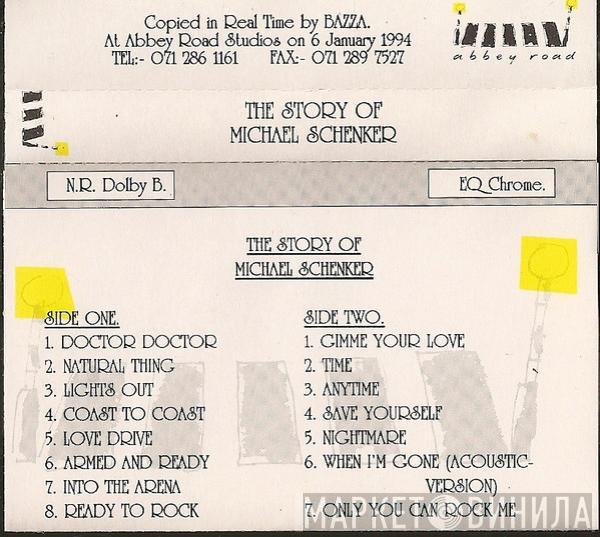 Copied in Real Time by BAZZA.
At Abbey Road Studios on 6 January 1994
TEL:- 071 286 1161 FAX:- 071 289 7527
abbey road
THE STORY OF
MICHAEL SCHENKER
N.R. Dolby B.
EQ Chrome.
THE STORY OF
MICHAEL SCHENKER
SIDE ONE.
1. DOCTOR DOCTOR
2. NATURAL THING
3. LIGHTS OUT
4. COAST TO COAST
5. LOVE DRIVE
6. ARMED AND READY
7. INTO THE ARENA
8. READY TO ROCK
SIDE TWO.
1. GIMME YOUR LOVE
2. TIME
3. ANYTIME
4. SAVE YOURSELF
5. NIGHTMARE
6. WHEN I'M GONE (ACOUSTIC-
VERSION)
7. ONLY YOU CAN ROCK ME
МАРКЕТ ВИНИЛА